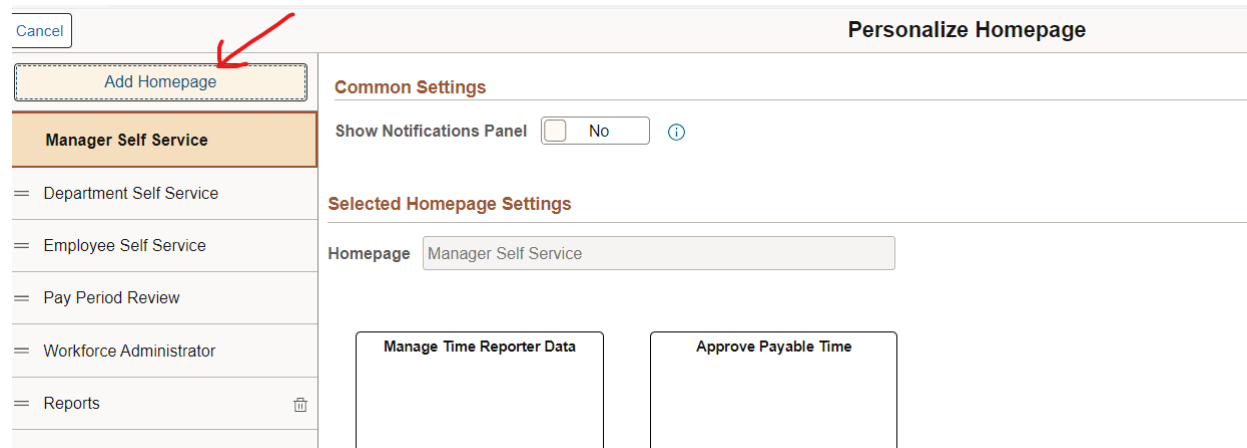 Cancel
Personalize Homepage
Add Homepage
Manager Self Service
Department Self Service
Employee Self Service
Pay Period Review
Workforce Administrator
Reports
Common Settings
Show Notifications Panel No
Selected Homepage Settings
Homepage Manager Self Service
Manage Time Reporter Data
Approve Payable Time